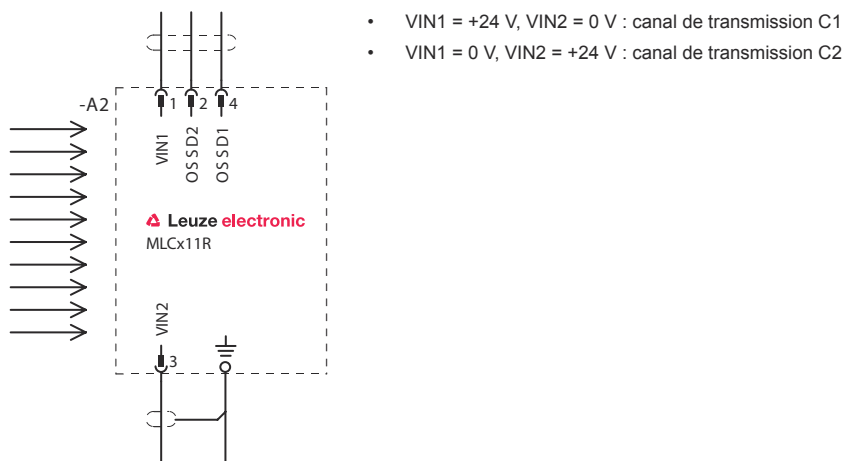 • VIN1 = +24 V, VIN2 = 0 V : canal de transmission C1
• VIN1 = 0 V, VIN2 = +24 V : canal de transmission C2
-A2
1 2 4
VIN1
OSSD2
OSSD1
Leuze electronic
MLCx11R
VIN2
3